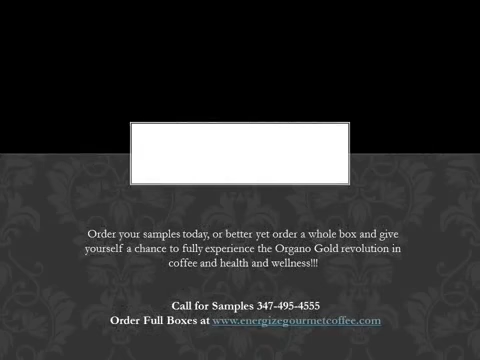 Order your samples today, or better yet order a whole box and give
yourself a chance to fully experience the Organo Gold revolution in
coffee and health and wellness!!!
Call for Samples 347-495-4555
Order Full Boxes at www.energizegourmetcoffee.com